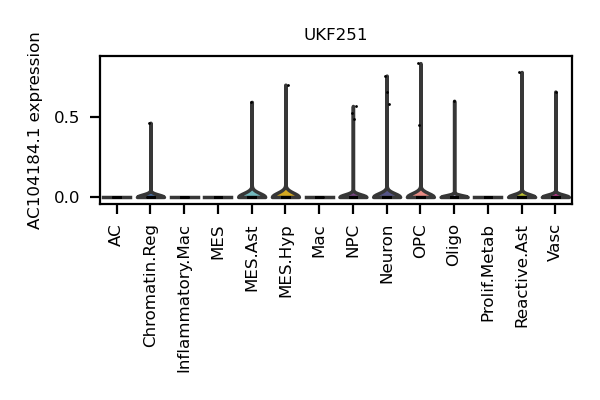 UKF251
AC104184.1 expression
0.5
0.0
AC
Chromatin.Reg
Inflammatory.Mac
MES
MES.Ast
MES.Hyp
Mac
NPC
Neuron
OPC
Oligo
Prolif.Metab
Reactive.Ast
Vasc